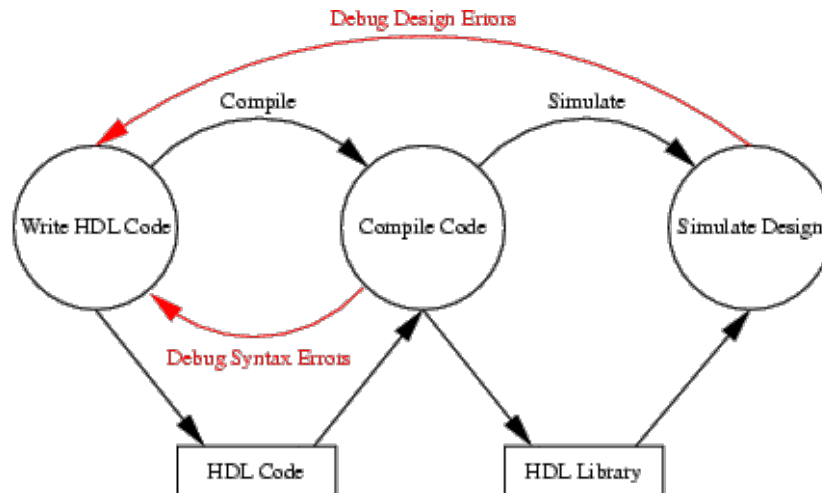 Debug Design Errors
Compile
Simulate
Write HDL Code
Compile Code
Simulate Design
Debug Syntax Errors
HDL Code
HDL Library